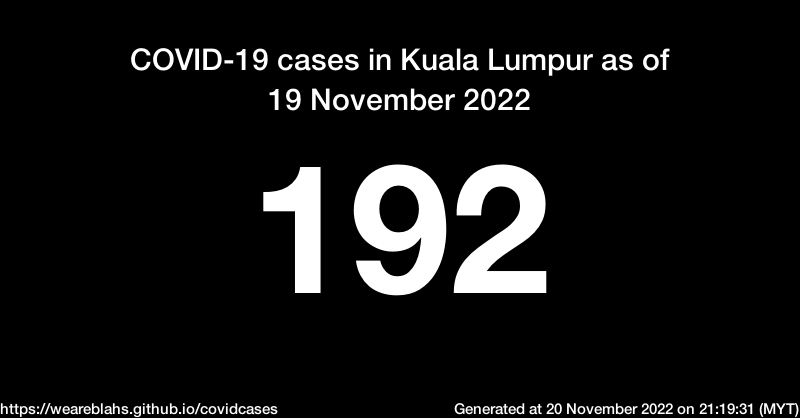 COVID-19 cases in Kuala Lumpur as of
19 November 2022
192
https://weareblahs.github.io/covidcases
Generated at 20 November 2022 on 21:19:31 (MYT)